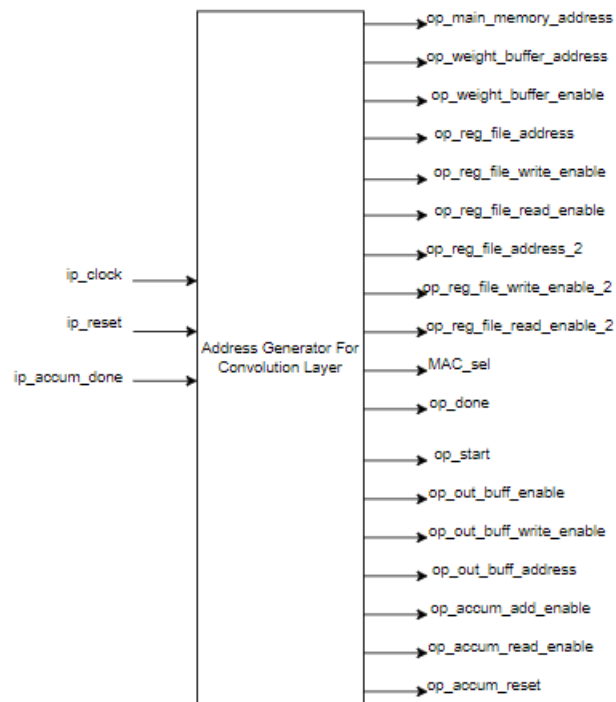 op_main_memory_address
op_weight_buffer_address
op_weight_buffer_enable
op_reg_file_address
op_reg_file_write_enable
op_reg_file_read_enable
op_reg_file_address_2
op_reg_file_write_enable_2
op_reg_file_read_enable_2
MAC_sel
op_done
op_start
op_out_buff_enable
op_out_buff_write_enable
op_out_buff_address
op_accum_add_enable
op_accum_read_enable
op_accum_reset
ip_clock
ip_reset
ip_accum_done
Address Generator For
Convolution Layer